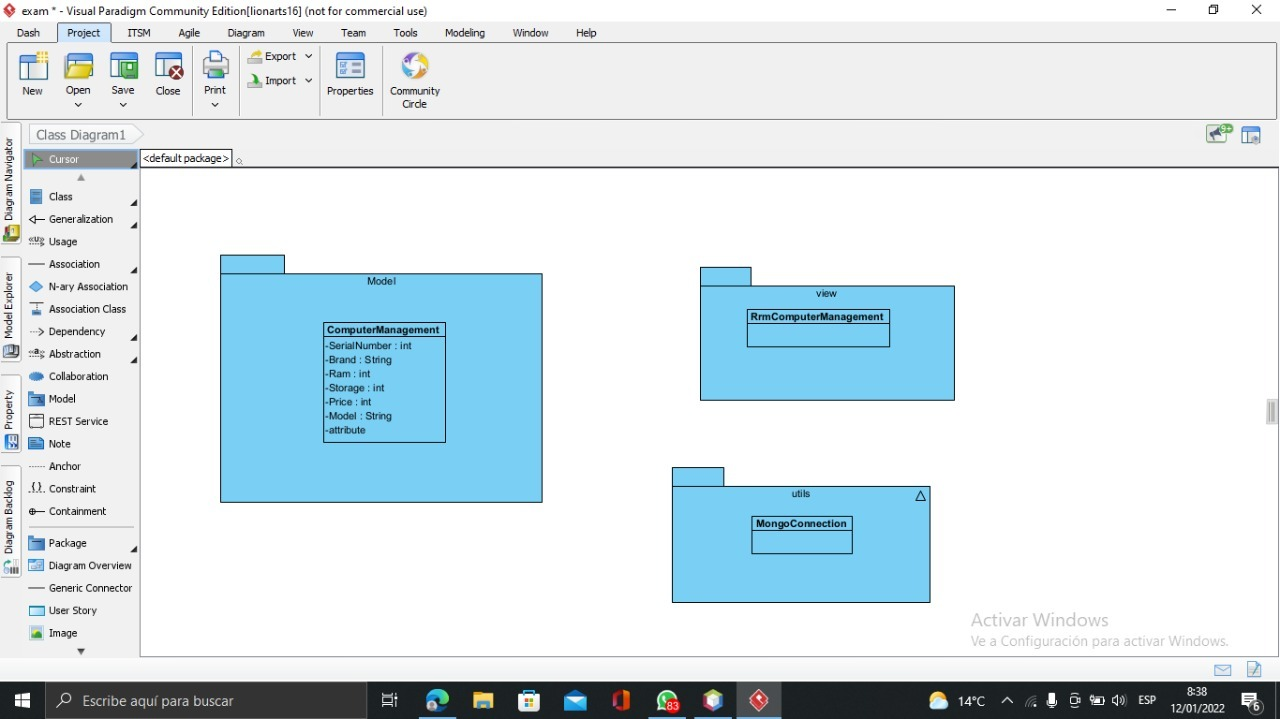 exam * - Visual Paradigm Community Edition[lionarts16] (not for commercial use)
Dash Project ITSM Agile Diagram View Team Tools Modeling Window Help
New Open Save Close Print Export Import Properties Community Circle
Class Diagram1
9+
Diagram Navigator
Model Explorer
Property
Diagram Backlog
Cursor
<default package>
Class
Generalization
«use» Usage
Association
N-ary Association
Association Class
Dependency
Abstraction
Collaboration
Model
REST Service
Note
Anchor
Constraint
Containment
Package
Diagram Overview
Generic Connector
User Story
Image
Model
ComputerManagement
-SerialNumber : int
-Brand : String
-Ram : int
-Storage : int
-Price : int
-Model : String
-attribute
view
RrmComputerManagement
utils
MongoConnection
Activar Windows
Ve a Configuración para activar Windows.
Escribe aquí para buscar
83
14°C
ESP
8:38
12/01/2022
6